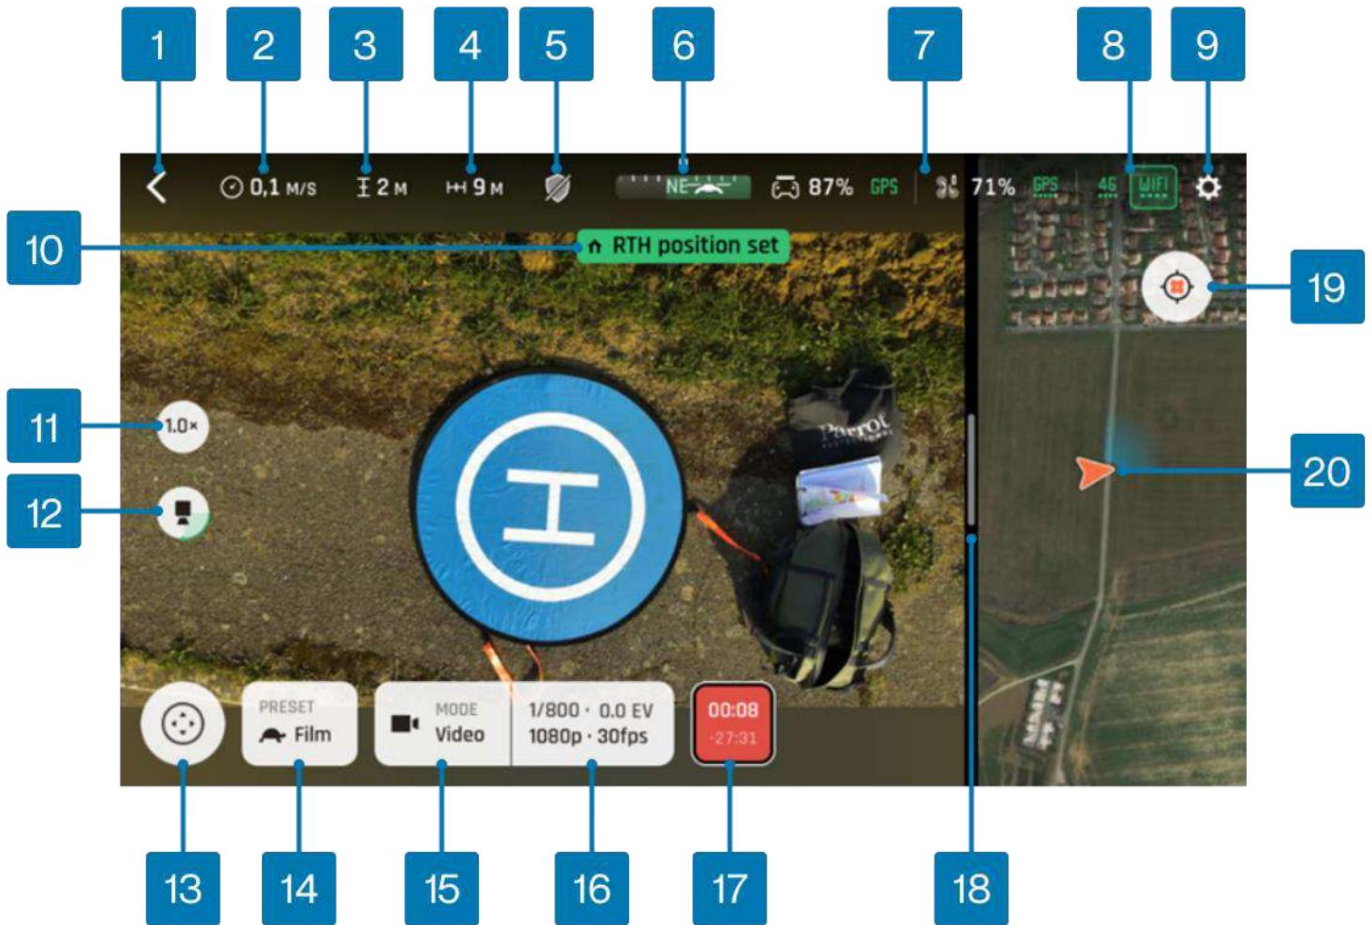 1 2 3 4 5 6 7 8 9
0,1 M/S 2 M 9 M NE 87% GPS 71% GPS 4G WIFI
10
RTH position set
19
11
1.0×
Parrot
20
12
H
PRESET
Film
MODE
Video
1/800 · 0.0 EV
1080p · 30fps
00:08
-27:31
13 14 15 16 17 18